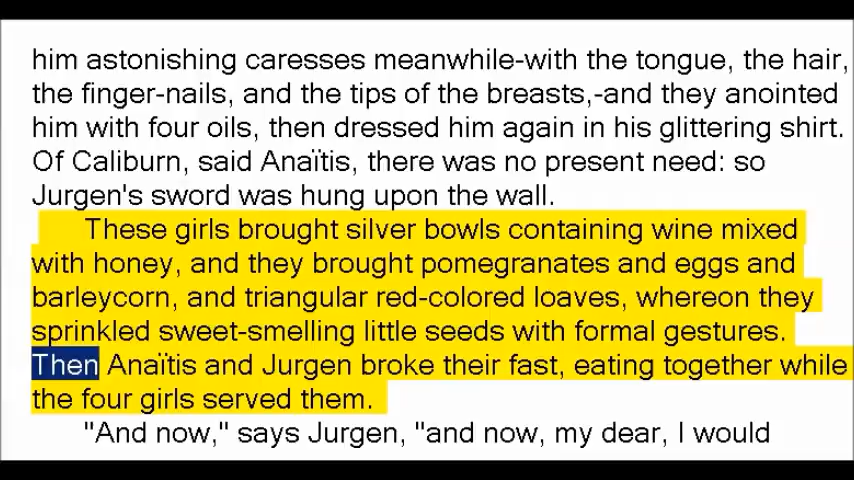 him astonishing caresses meanwhile-with the tongue, the hair,
the finger-nails, and the tips of the breasts,-and they anointed
him with four oils, then dressed him again in his glittering shirt.
Of Caliburn, said Anaïtis, there was no present need: so
Jurgen's sword was hung upon the wall.
These girls brought silver bowls containing wine mixed
with honey, and they brought pomegranates and eggs and
barleycorn, and triangular red-colored loaves, whereon they
sprinkled sweet-smelling little seeds with formal gestures.
Then Anaïtis and Jurgen broke their fast, eating together while
the four girls served them.
"And now," says Jurgen, "and now, my dear, I would